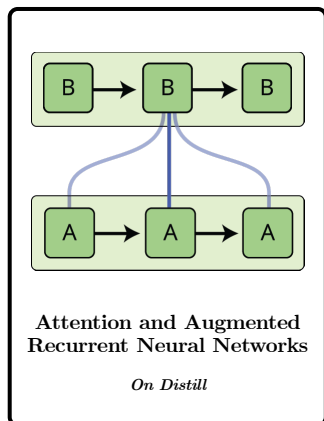 B B B
A A A
Attention and Augmented
Recurrent Neural Networks
On Distill